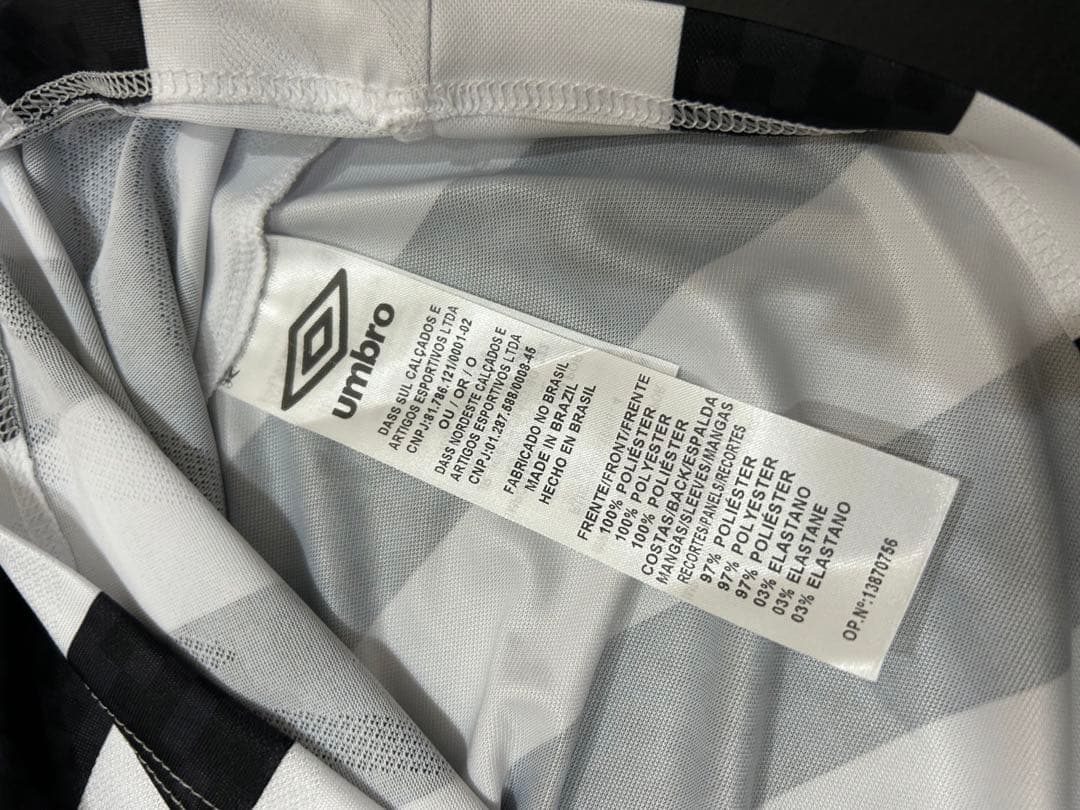 umbro
DASS SUL CALÇADOS E
ARTIGOS ESPORTIVOS LTDA
CNPJ:81.786.121/0001-02
OU / OR / O
DASS NORDESTE CALÇADOS E
ARTIGOS ESPORTIVOS LTDA
CNPJ:01.287.588/0003-45
FABRICADO NO BRASIL
MADE IN BRAZIL
HECHO EN BRASIL
FRENTE/FRONT/FRENTE
100% POLIÉSTER
100% POLYESTER
100% POLIÉSTER
COSTAS/BACK/ESPALDA
MANGAS/SLEEVES/MANGAS
RECORTES/PANELS/RECORTES
97% POLIÉSTER
97% POLYESTER
97% POLIÉSTER
03% ELASTANO
03% ELASTANE
03% ELASTANO
OP.Nº:13870756